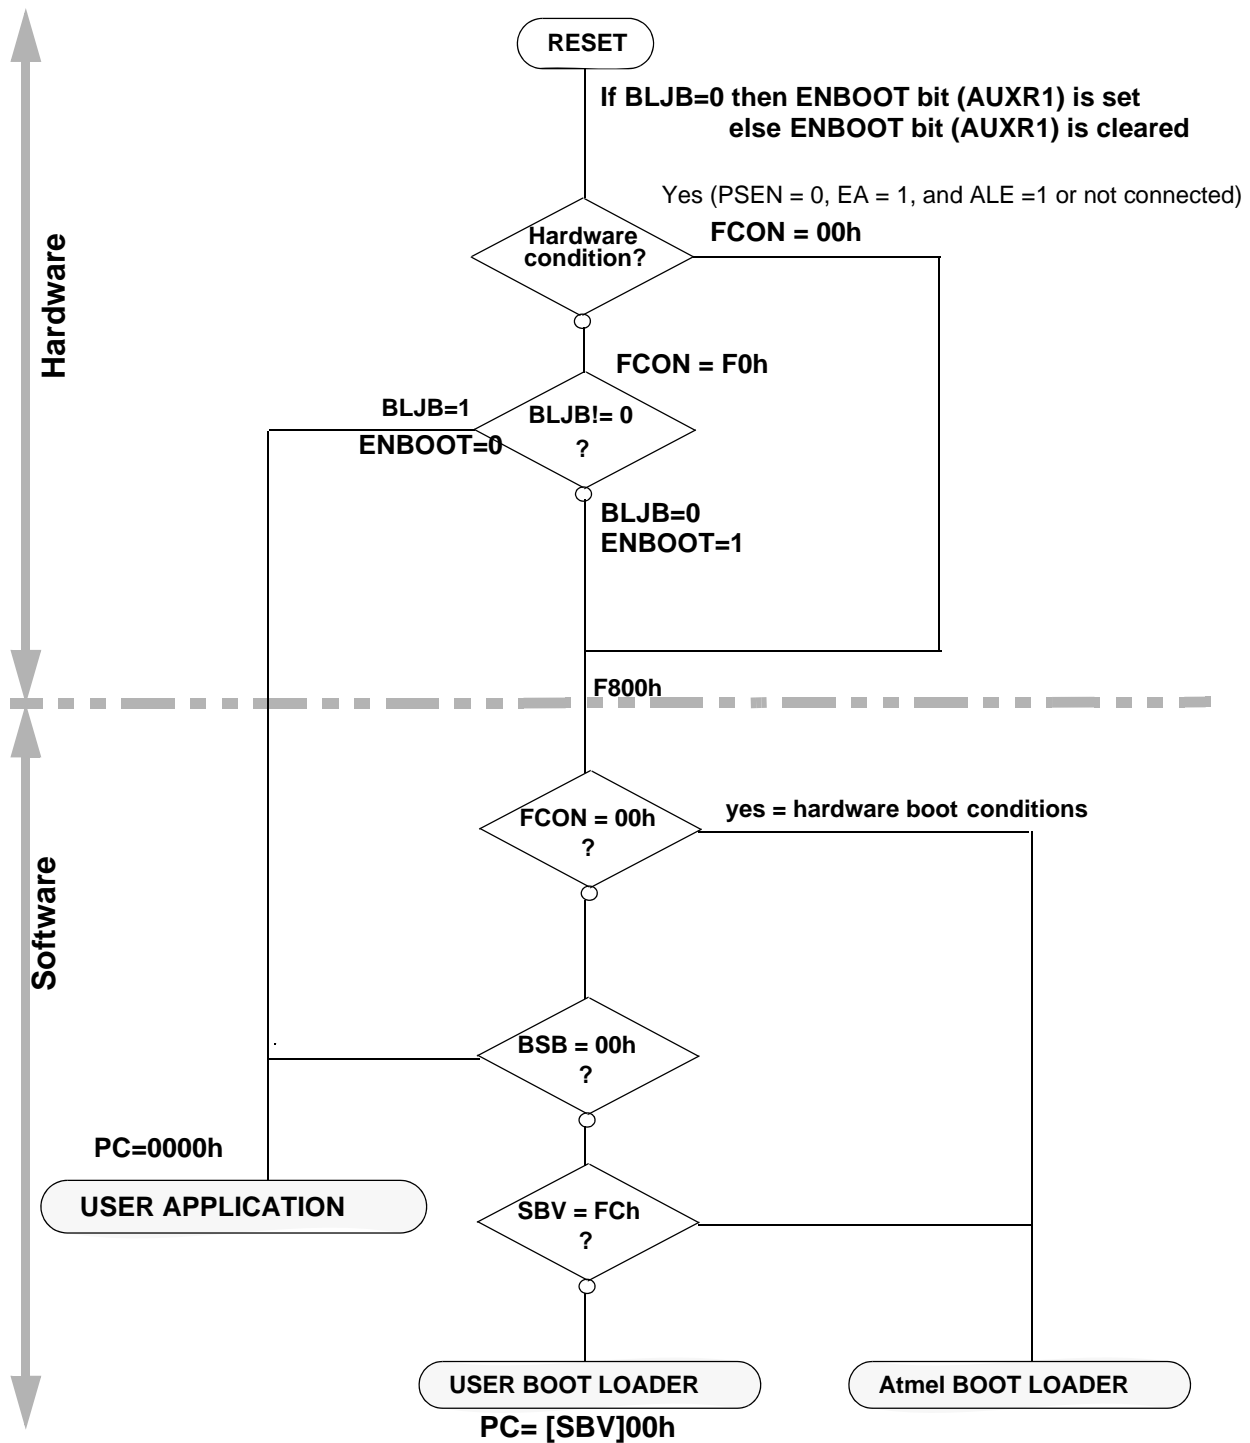 RESET
If BLJB=0 then ENBOOT bit (AUXR1) is set
else ENBOOT bit (AUXR1) is cleared
Yes (PSEN = 0, EA = 1, and ALE =1 or not connected)
FCON = 00h
Hardware
condition?
Hardware
FCON = F0h
BLJB=1
ENBOOT=0
BLJB!= 0
?
BLJB=0
ENBOOT=1
F800h
FCON = 00h
?
yes = hardware boot conditions
Software
BSB = 00h
?
PC=0000h
USER APPLICATION
SBV = FCh
?
USER BOOT LOADER
PC= [SBV]00h
Atmel BOOT LOADER